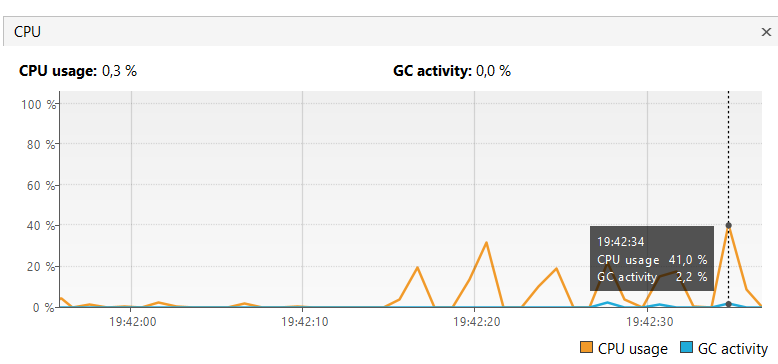 CPU
CPU usage: 0,3 %
GC activity: 0,0 %
100 %
80 %
60 %
40 %
20 %
0 %
19:42:34
CPU usage 41,0 %
GC activity 2,2 %
19:42:00
19:42:10
19:42:20
19:42:30
CPU usage
GC activity